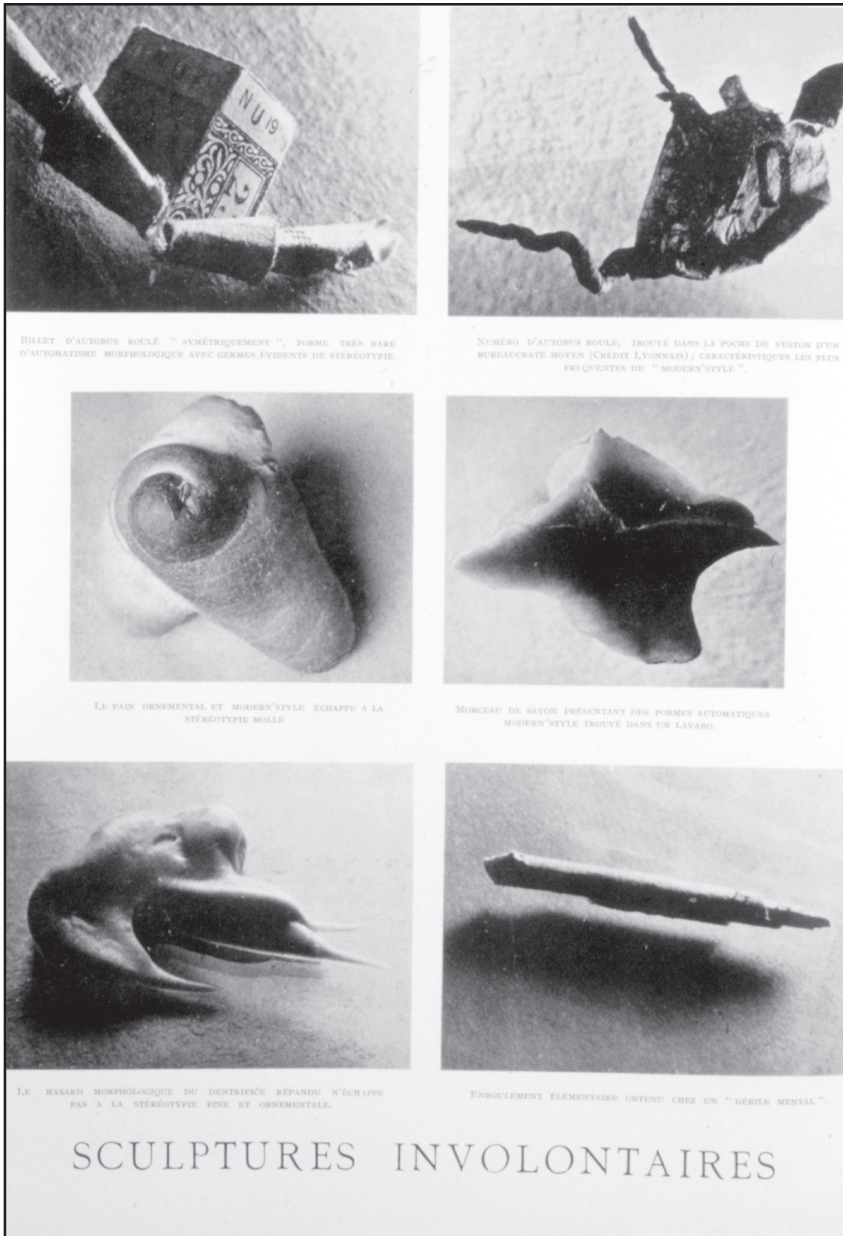 NU 19
BILLET D'AUTOBUS ROULÉ "SYMÉTRIQUEMENT", FORME TRÈS RARE
D'AUTOMATISME MORPHOLOGIQUE AVEC GERMES ÉVIDENTS DE STÉRÉOTYPIE.
NUMÉRO D'AUTOBUS ROULÉ, TROUVÉ DANS LA POCHE DE VESTON D'UN
BUREAUCRATE MOYEN (CRÉDIT LYONNAIS) ; CARACTÉRISTIQUES LES PLUS
FRÉQUENTES DE "MODERN'STYLE".
LE PAIN ORNEMENTAL ET MODERN'STYLE ÉCHAPPE A LA
STÉRÉOTYPIE MOLLE
MORCEAU DE SAVON PRÉSENTANT DES FORMES AUTOMATIQUES
MODERN'STYLE TROUVÉ DANS UN LAVABO.
LE HASARD MORPHOLOGIQUE DU DENTIFRICE RÉPANDU N'ÉCHAPPE
PAS A LA STÉRÉOTYPIE FINE ET ORNEMENTALE.
ENROULEMENT ÉLÉMENTAIRE OBTENU CHEZ UN "DÉBILE MENTAL".
SCULPTURES INVOLONTAIRES